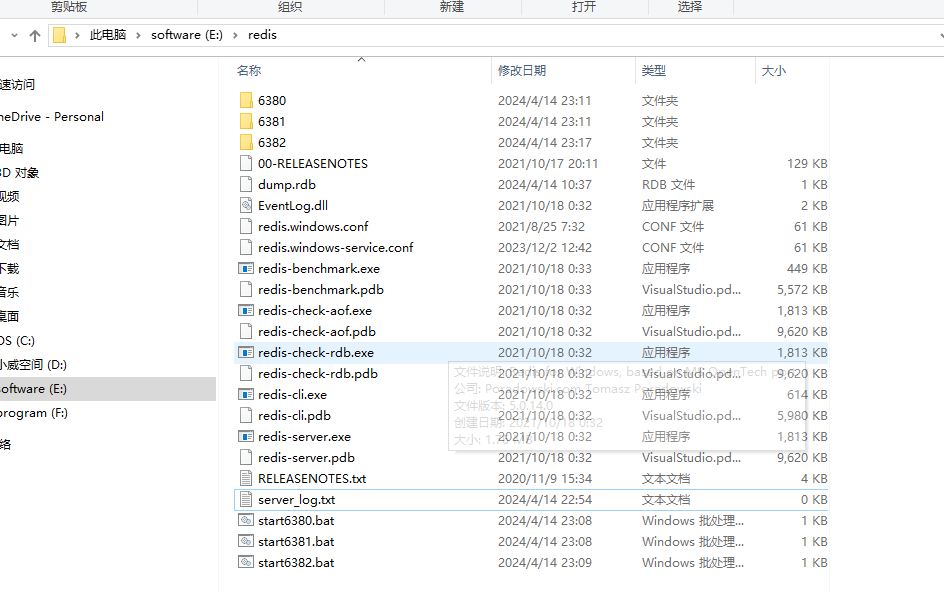 剪贴板 组织 新建 打开 选择
此电脑 software (E:) redis
名称 修改日期 类型 大小
速访问
neDrive - Personal
电脑
3D 对象
视频
图片
文档
下载
音乐
桌面
OS (C:)
小威空间 (D:)
software (E:)
program (F:)
络
6380 2024/4/14 23:11 文件夹
6381 2024/4/14 23:11 文件夹
6382 2024/4/14 23:17 文件夹
00-RELEASENOTES 2021/10/17 20:11 文件 129 KB
dump.rdb 2024/4/14 10:37 RDB 文件 1 KB
EventLog.dll 2021/10/18 0:32 应用程序扩展 2 KB
redis.windows.conf 2021/8/25 7:32 CONF 文件 61 KB
redis.windows-service.conf 2023/12/2 12:42 CONF 文件 61 KB
redis-benchmark.exe 2021/10/18 0:33 应用程序 449 KB
redis-benchmark.pdb 2021/10/18 0:33 VisualStudio.pd... 5,572 KB
redis-check-aof.exe 2021/10/18 0:32 应用程序 1,813 KB
redis-check-aof.pdb 2021/10/18 0:32 VisualStudio.pd... 9,620 KB
redis-check-rdb.exe 2021/10/18 0:32 应用程序 1,813 KB
redis-check-rdb.pdb 2021/10/18 0:32 VisualStudio.pd... 9,620 KB
redis-cli.exe 2021/10/18 0:32 应用程序 614 KB
redis-cli.pdb 2021/10/18 0:32 VisualStudio.pd... 5,980 KB
redis-server.exe 2021/10/18 0:32 应用程序 1,813 KB
redis-server.pdb 2021/10/18 0:32 VisualStudio.pd... 9,620 KB
RELEASENOTES.txt 2020/11/9 15:34 文本文档 4 KB
server_log.txt 2024/4/14 22:54 文本文档 0 KB
start6380.bat 2024/4/14 23:08 Windows 批处理... 1 KB
start6381.bat 2024/4/14 23:08 Windows 批处理... 1 KB
start6382.bat 2024/4/14 23:09 Windows 批处理... 1 KB
文件说明: Windows, based on MS OpenTech
公司: Poradowski.com Tomasz Poradowski
文件版本: 5.0.14.0
创建日期: 2021/10/18 0:32
大小: